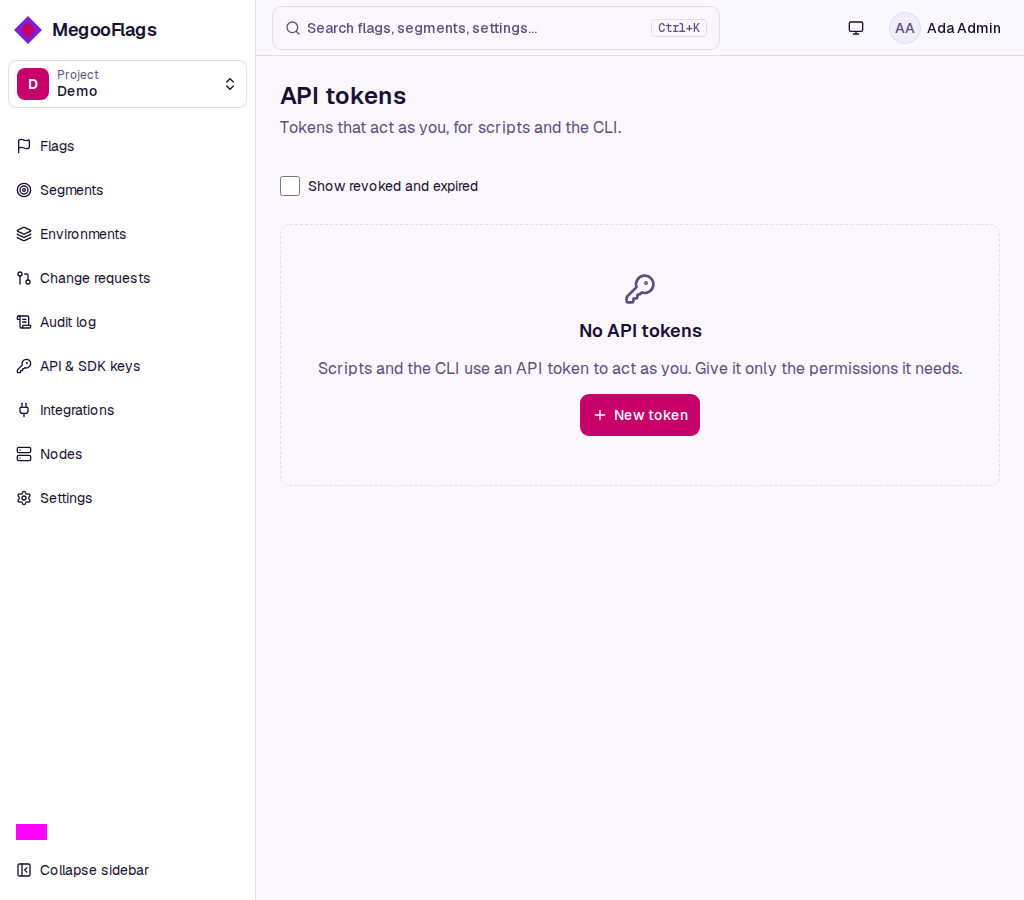 MegooFlags
Search flags, segments, settings...
Ctrl+K
AA
Ada Admin
D
Project
Demo
Flags
Segments
Environments
Change requests
Audit log
API & SDK keys
Integrations
Nodes
Settings
Collapse sidebar
API tokens
Tokens that act as you, for scripts and the CLI.
Show revoked and expired
No API tokens
Scripts and the CLI use an API token to act as you. Give it only the permissions it needs.
New token